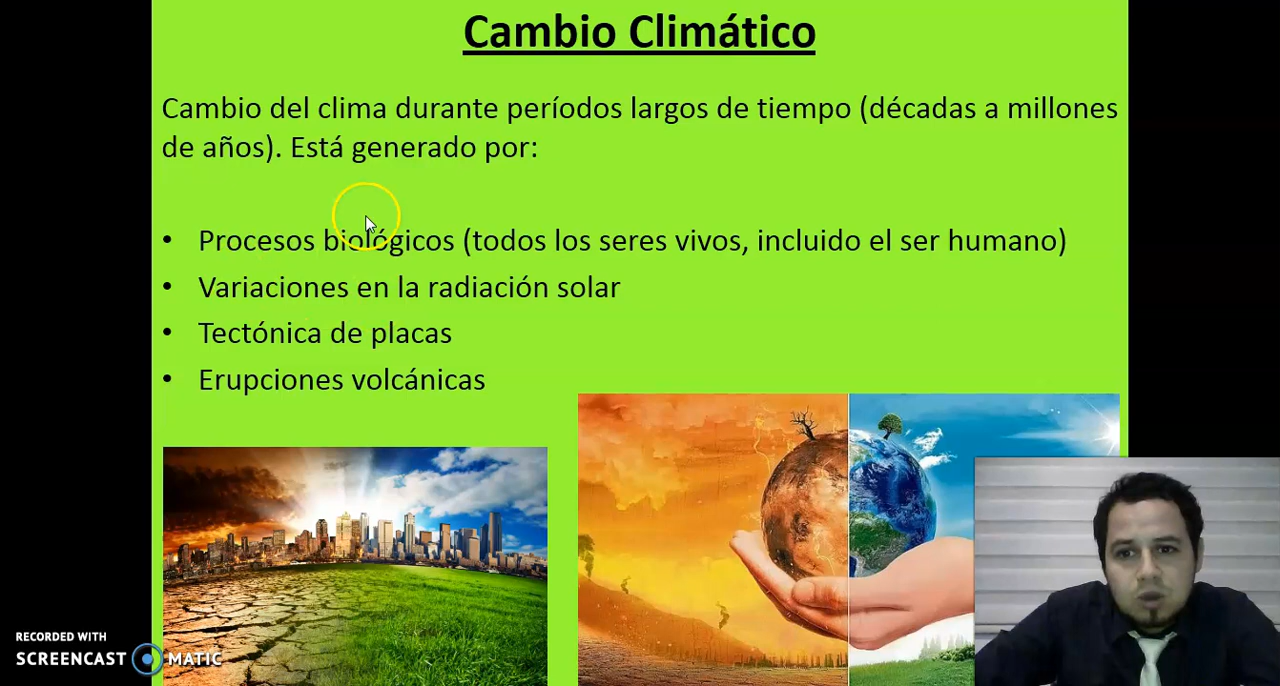 Cambio Climático
Cambio del clima durante períodos largos de tiempo (décadas a millones
de años). Está generado por:
• Procesos biológicos (todos los seres vivos, incluido el ser humano)
• Variaciones en la radiación solar
• Tectónica de placas
• Erupciones volcánicas
RECORDED WITH
SCREENCAST MATIC